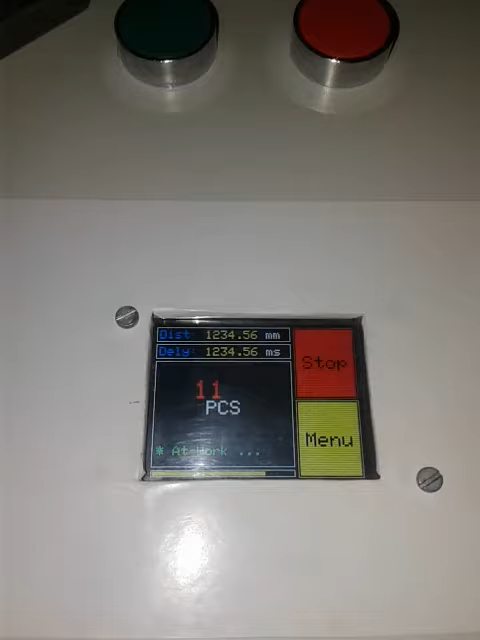 Dist: 1234.56 mm
Dely: 1234.56 ms
Stop
11
PCS
Menu
* At Work ...